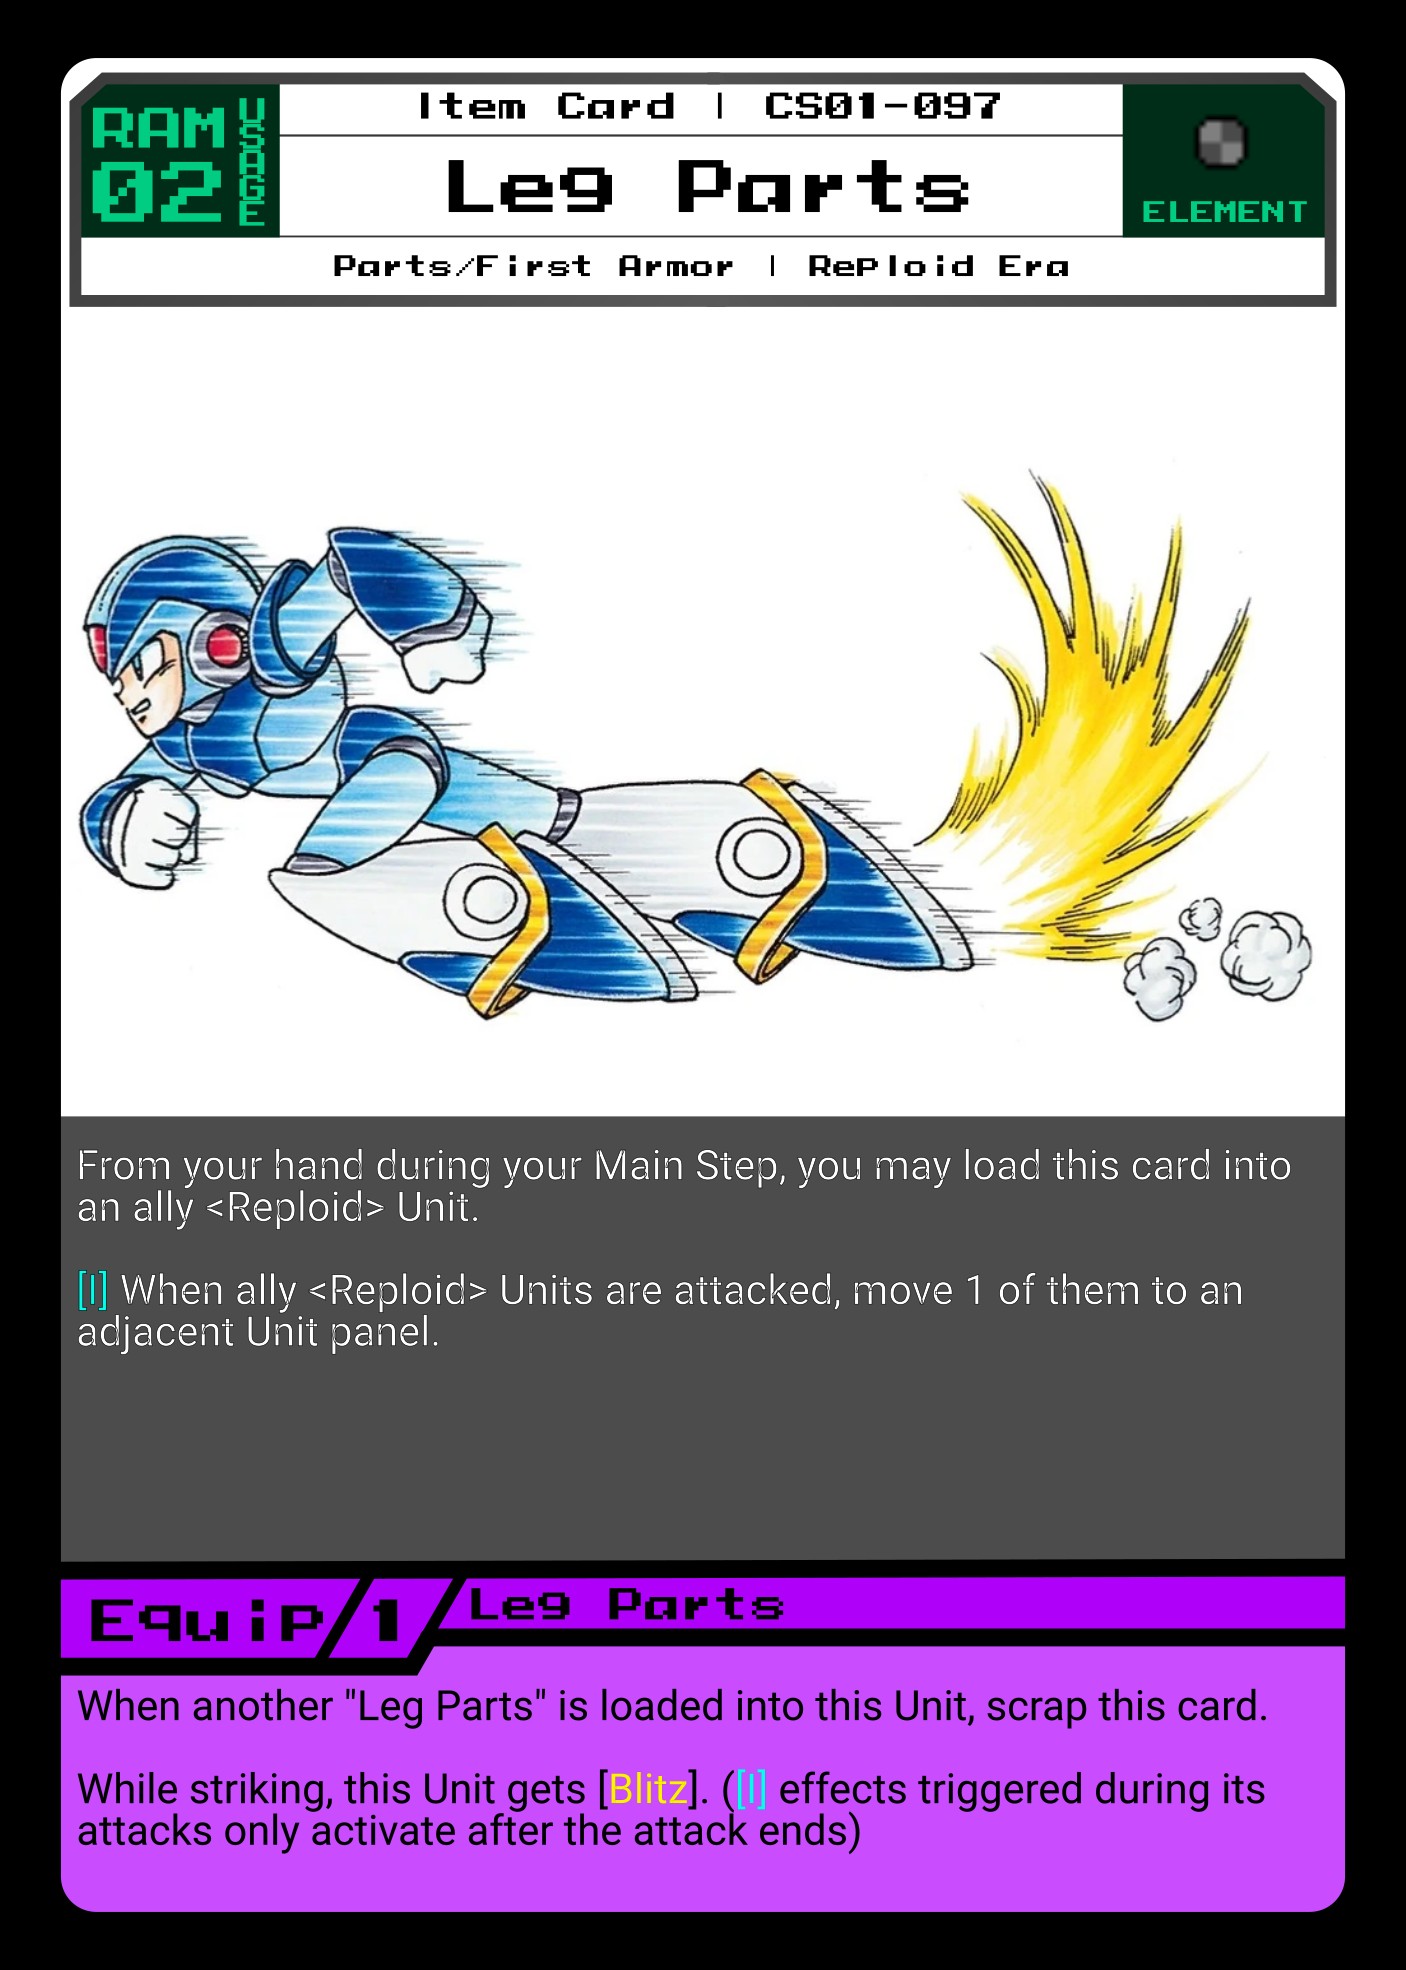 RAM USAGE
02
Item Card | CS01-097
Leg Parts
ELEMENT
Parts/First Armor | Reploid Era
From your hand during your Main Step, you may load this card into
an ally <Reploid> Unit.
[I] When ally <Reploid> Units are attacked, move 1 of them to an
adjacent Unit panel.
Equip/1 Leg Parts
When another "Leg Parts" is loaded into this Unit, scrap this card.
While striking, this Unit gets [Blitz]. ([I] effects triggered during its
attacks only activate after the attack ends)